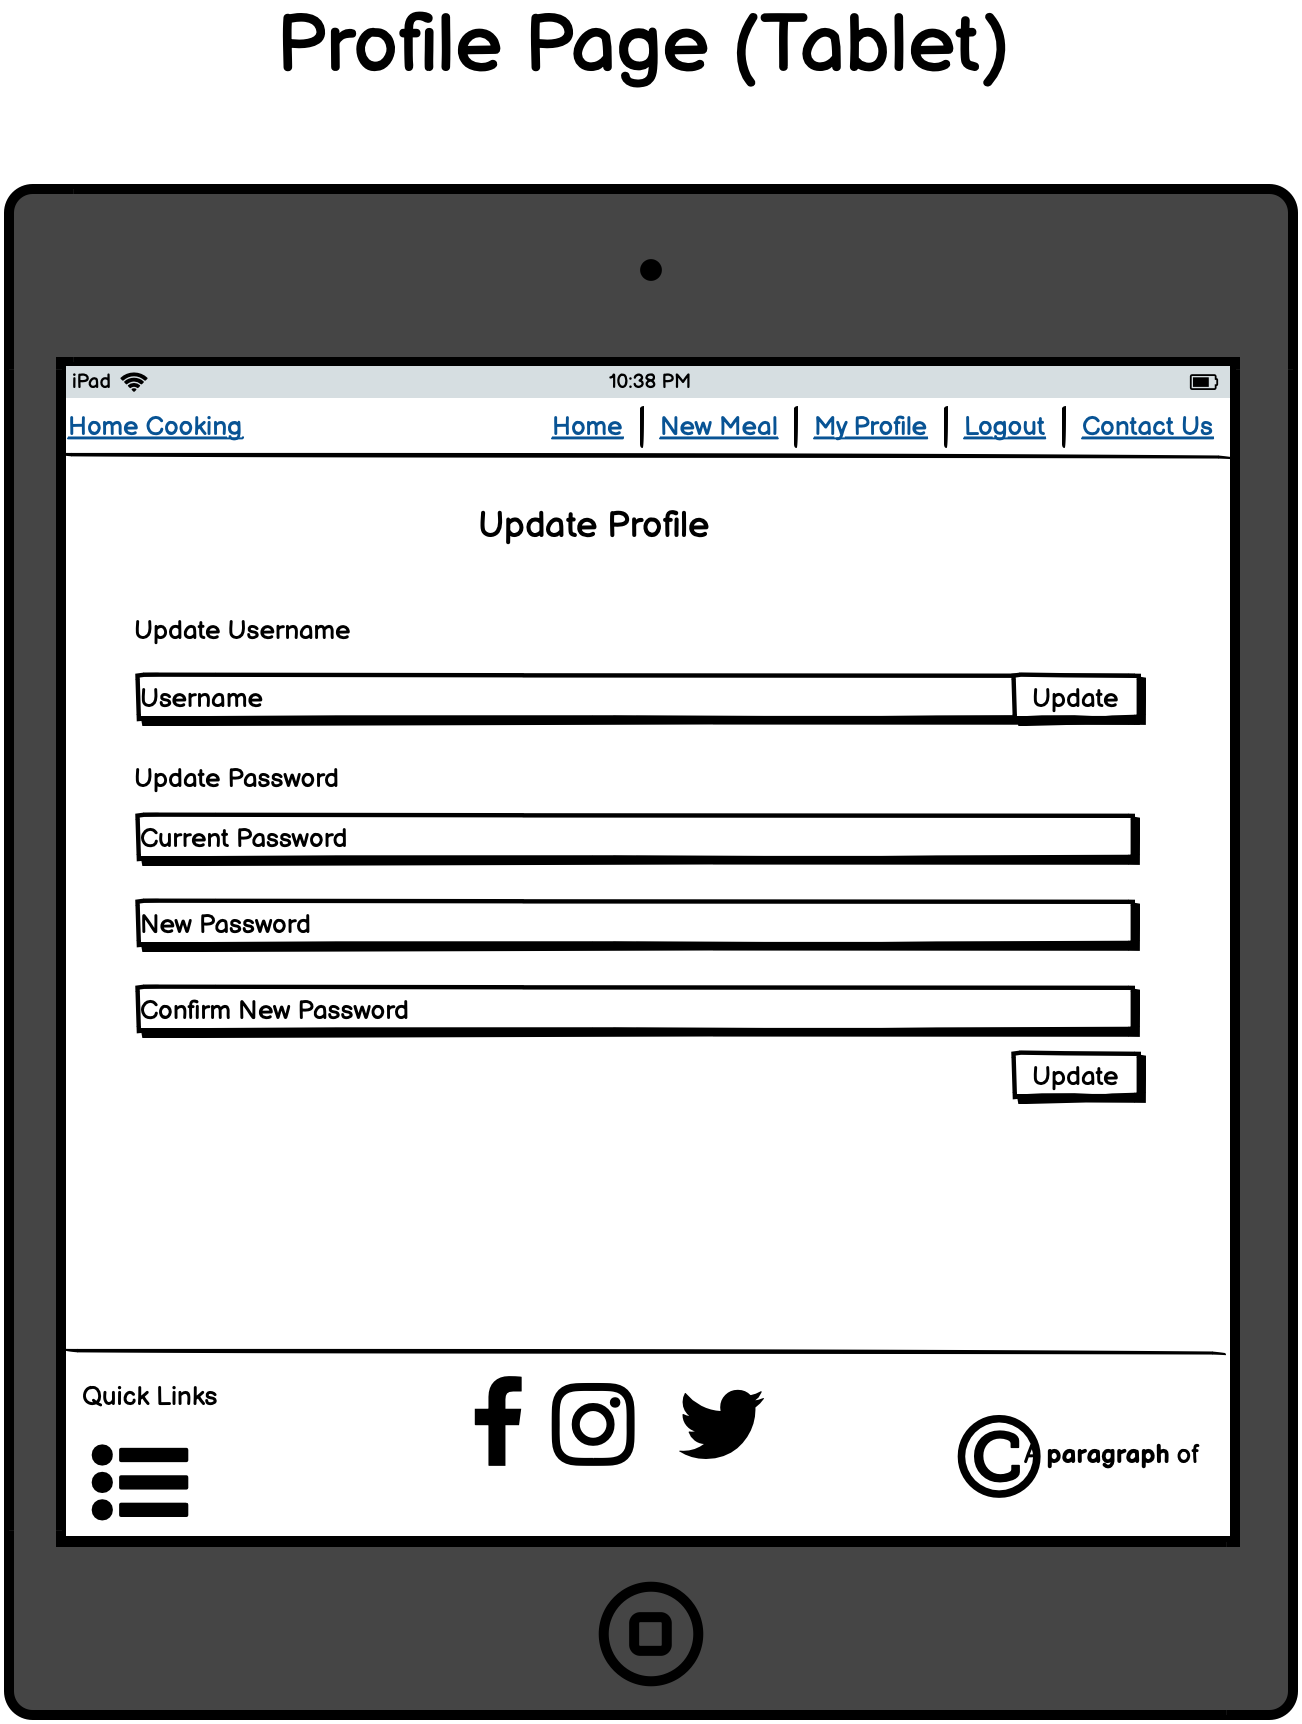 Profile Page (Tablet)
iPad 10:38 PM
Home Cooking Home New Meal My Profile Logout Contact Us
Update Profile
Update Username
Username Update
Update Password
Current Password
New Password
Confirm New Password
Update
Quick Links
© A paragraph of